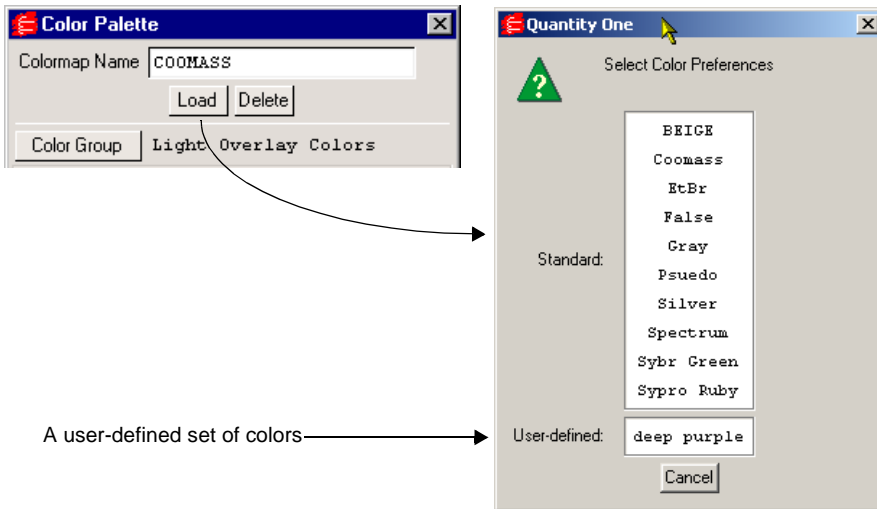 Color Palette
Colormap Name COOMASS
Load Delete
Color Group Light Overlay Colors
Quantity One
Select Color Preferences
Standard:
BEIGE
Coomass
EtBr
False
Gray
Psuedo
Silver
Spectrum
Sybr Green
Sypro Ruby
A user-defined set of colors
User-defined: deep purple
Cancel